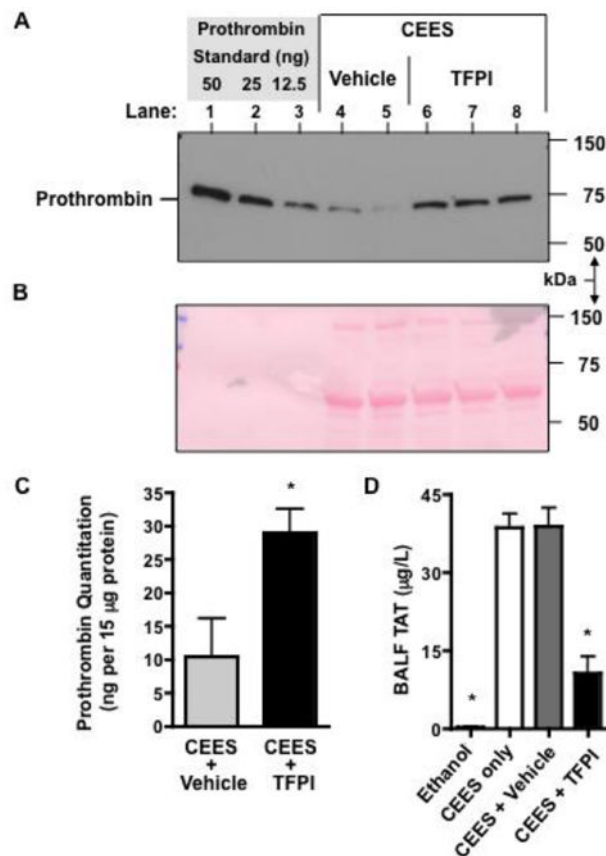 A
Prothrombin
Standard (ng)
50 25 12.5
CEES
Vehicle TFPI
Lane: 1 2 3 4 5 6 7 8
150
Prothrombin
75
50
kDa
B
150
75
50
C
Prothrombin Quantitation
(ng per 15 µg protein)
35
30
25
20
15
10
5
0
*
CEES
+
Vehicle
CEES
+
TFPI
D
BALF TAT (µg/L)
45
30
15
0
*
*
Ethanol
CEES only
CEES + Vehicle
CEES + TFPI